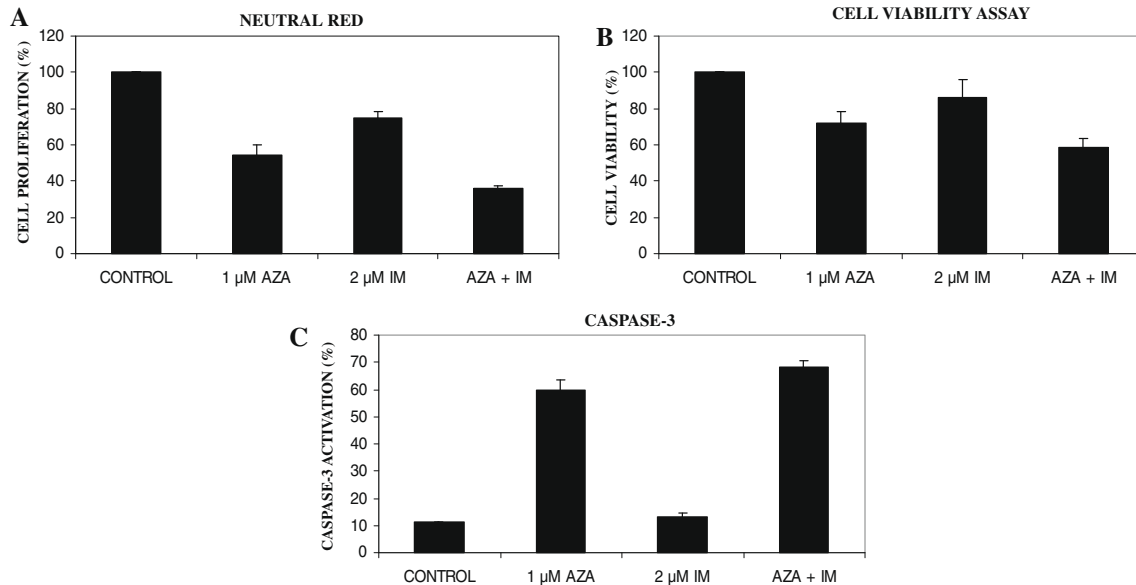 A
NEUTRAL RED
CELL PROLIFERATION (%)
120
100
80
60
40
20
0
CONTROL 1 µM AZA 2 µM IM AZA + IM
B
CELL VIABILITY ASSAY
CELL VIABILITY (%)
120
100
80
60
40
20
0
CONTROL 1 µM AZA 2 µM IM AZA + IM
C
CASPASE-3
CASPASE-3 ACTIVATION (%)
80
70
60
50
40
30
20
10
0
CONTROL 1 µM AZA 2 µM IM AZA + IM